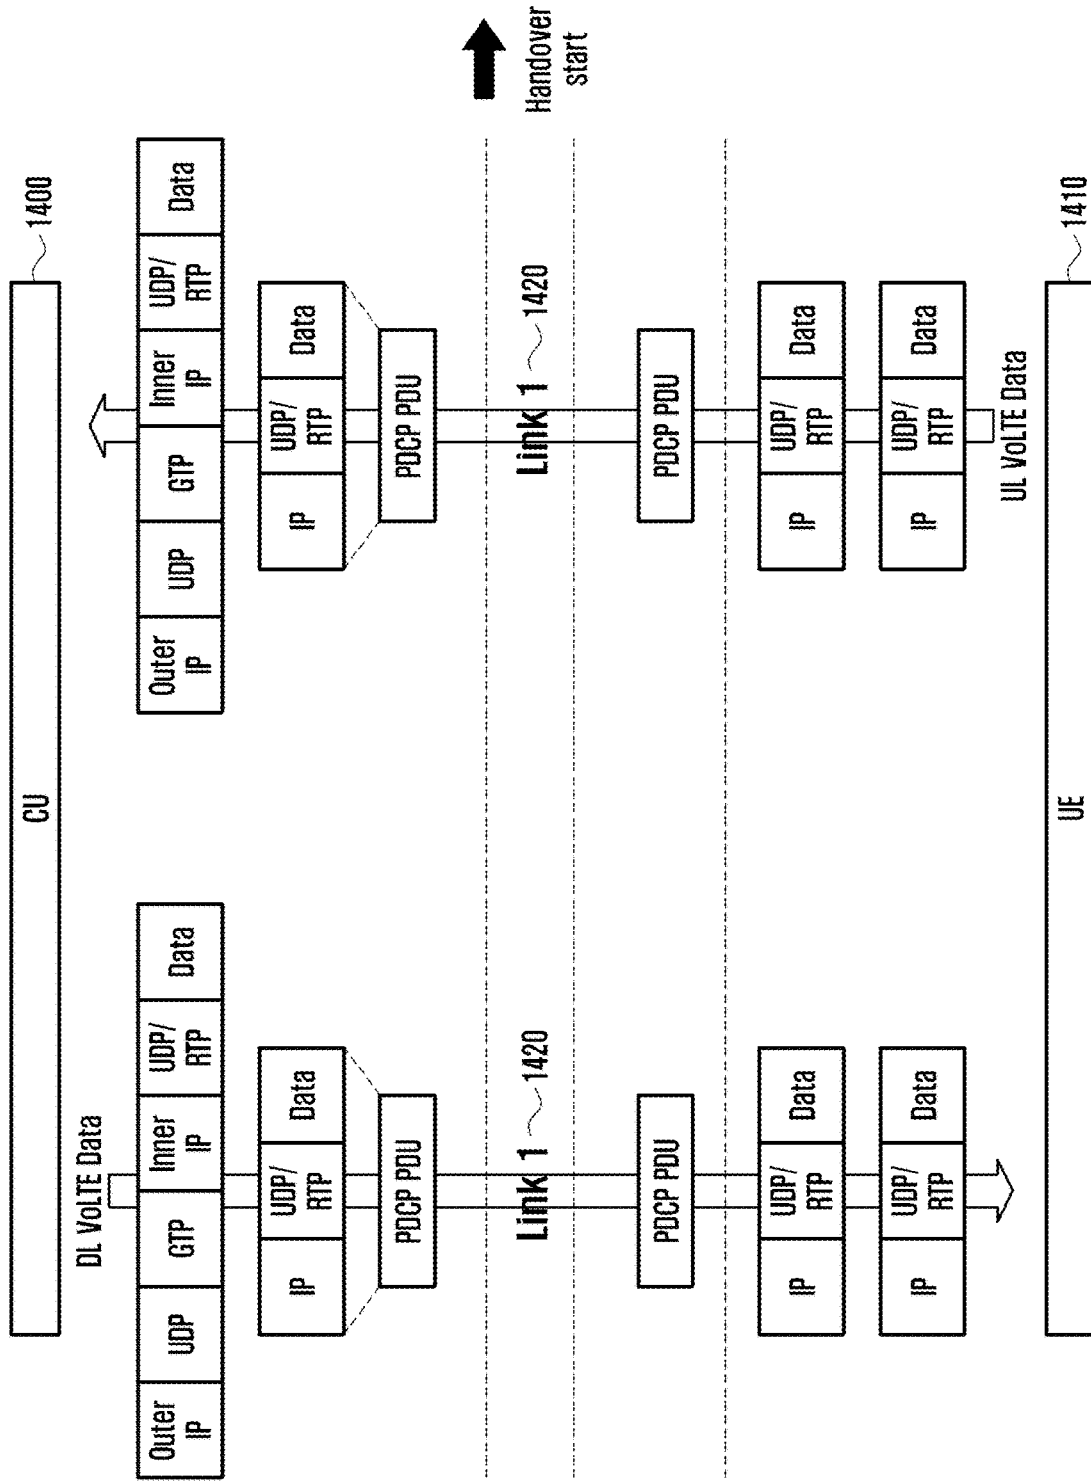 CU
1400
DL VoLTE Data
Outer
IP
UDP
GTP
Inner
IP
UDP/
RTP
Data
Outer
IP
UDP
GTP
Inner
IP
UDP/
RTP
Data
IP
UDP/
RTP
Data
IP
UDP/
RTP
Data
PDCP PDU
PDCP PDU
Link 1
1420
Link 1
1420
Handover
start
PDCP PDU
PDCP PDU
IP
UDP/
RTP
Data
IP
UDP/
RTP
Data
IP
UDP/
RTP
Data
IP
UDP/
RTP
Data
UL VoLTE Data
UE
1410